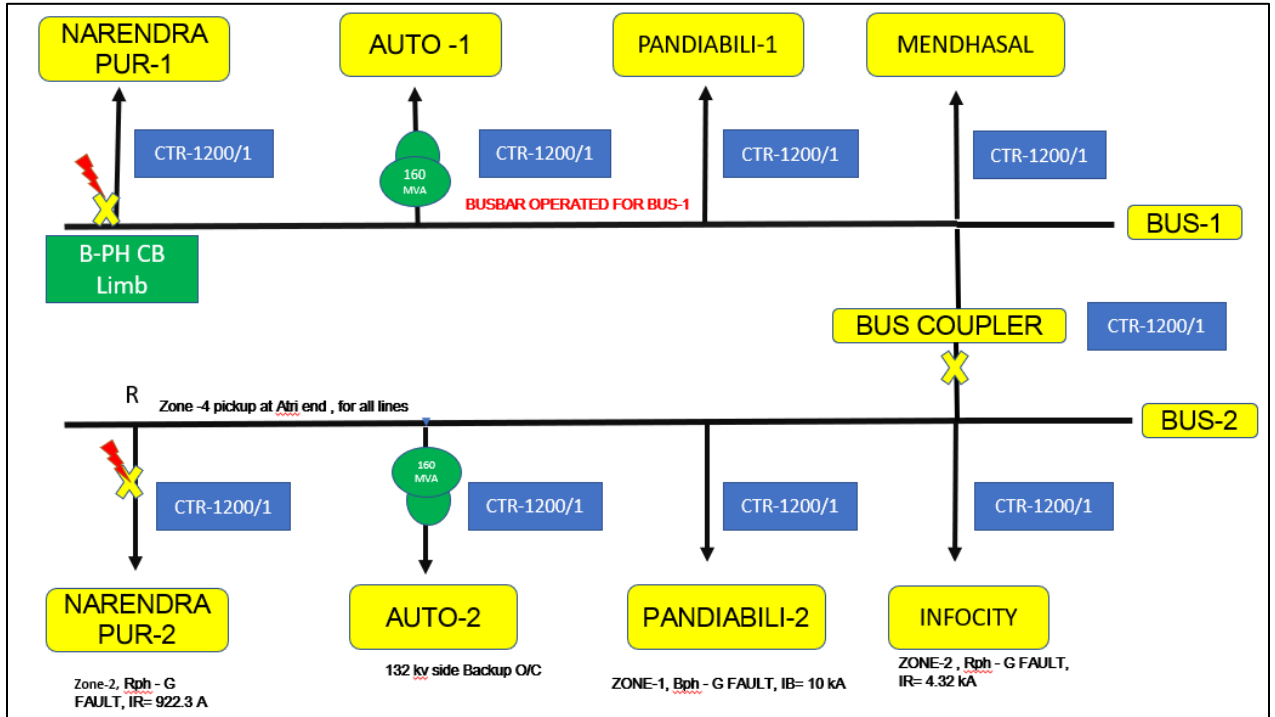 NARENDRA
PUR-1
AUTO -1
PANDIABILI-1
MENDHASAL
CTR-1200/1
CTR-1200/1
CTR-1200/1
CTR-1200/1
160
MVA
BUSBAR OPERATED FOR BUS-1
BUS-1
B-PH CB
Limb
BUS COUPLER
CTR-1200/1
R
Zone -4 pickup at Atri end , for all lines
BUS-2
160
MVA
CTR-1200/1
CTR-1200/1
CTR-1200/1
CTR-1200/1
NARENDRA
PUR-2
AUTO-2
PANDIABILI-2
INFOCITY
Zone-2, Rph - G
FAULT, IR= 922.3 A
132 kv side Backup O/C
ZONE-1, Bph - G FAULT, IB= 10 kA
ZONE-2 , Rph - G FAULT,
IR= 4.32 kA